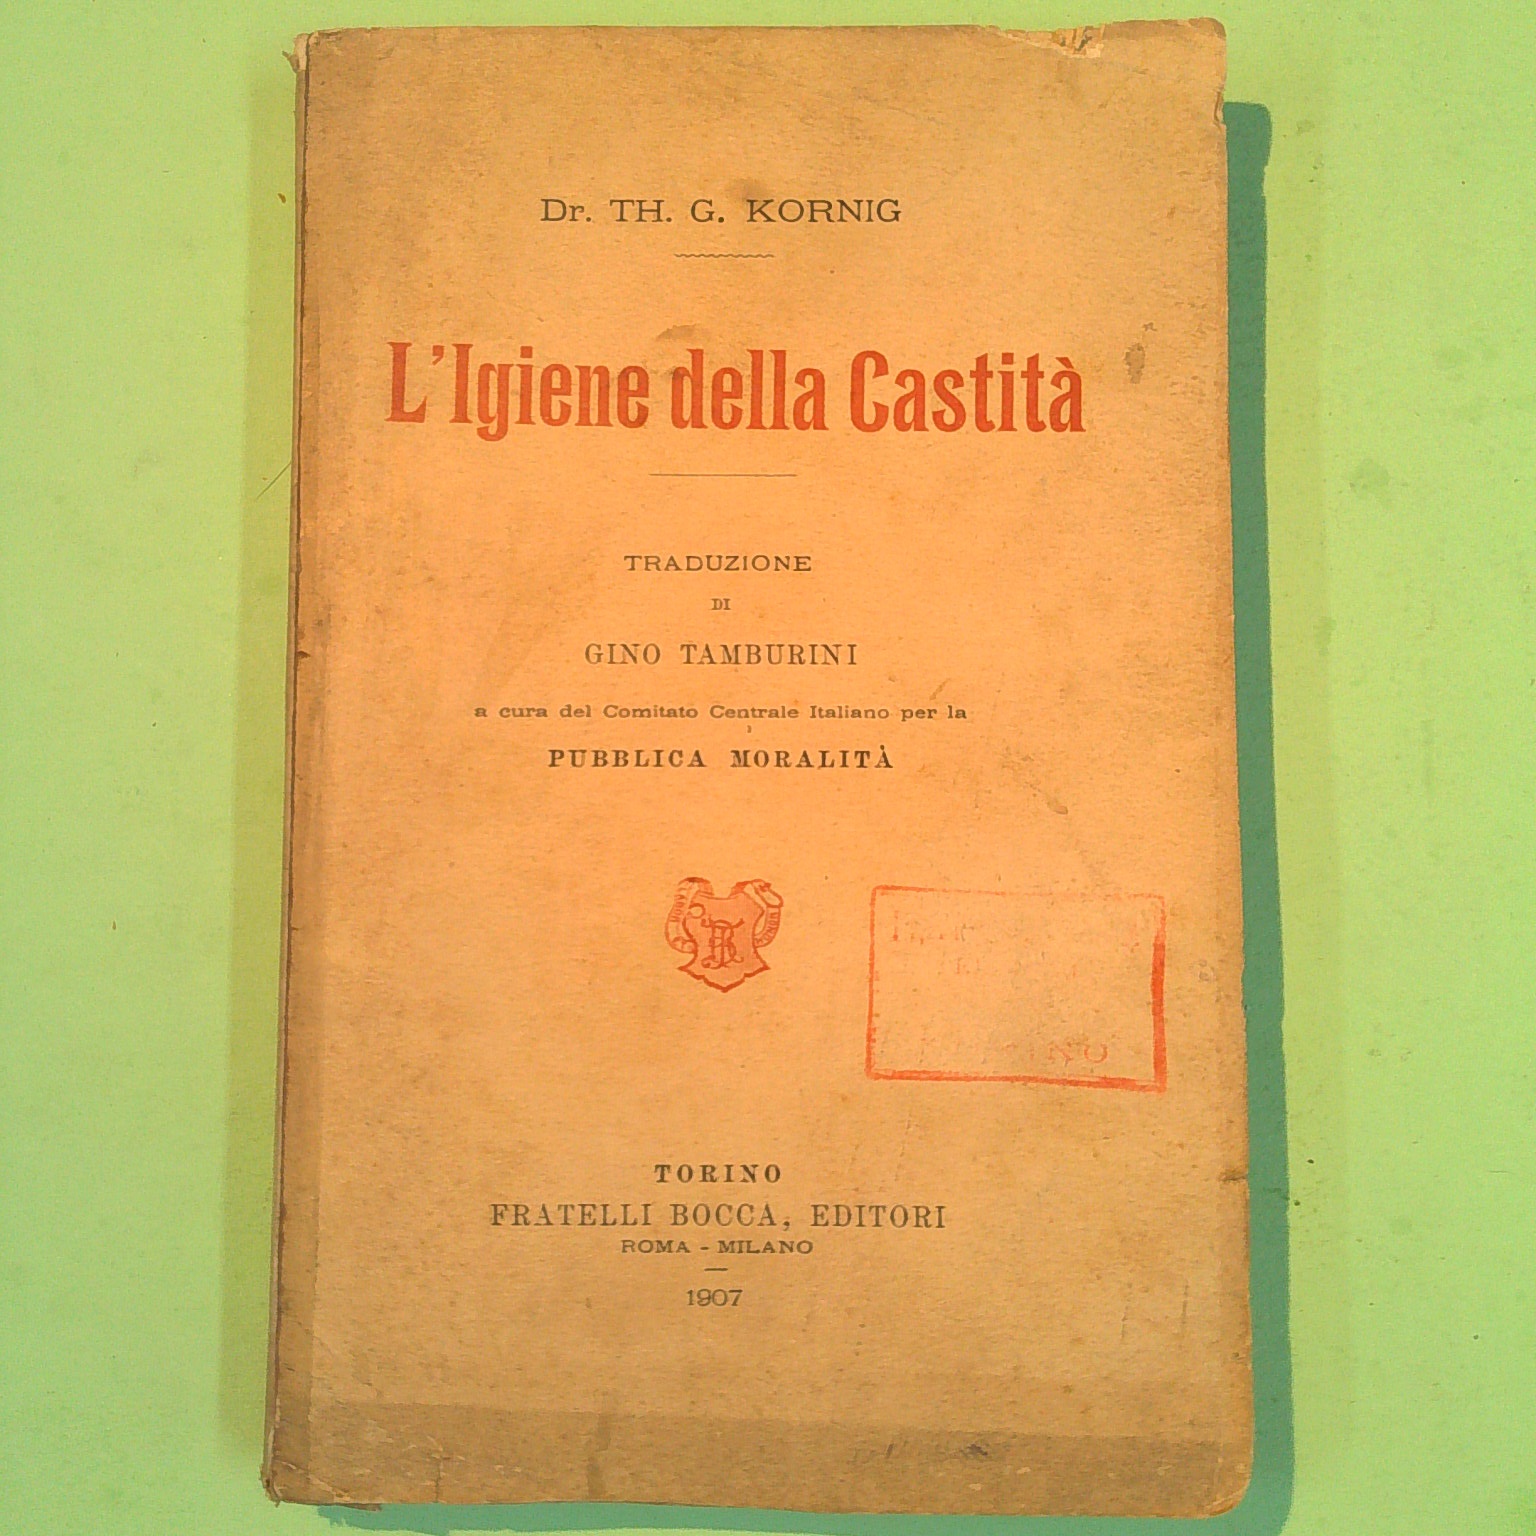 Dr. TH. G. KORNIG
L'Igiene della Castità
TRADUZIONE
DI
GINO TAMBURINI
a cura del Comitato Centrale Italiano per la
PUBBLICA MORALITÀ
TORINO
FRATELLI BOCCA, EDITORI
ROMA - MILANO
1907